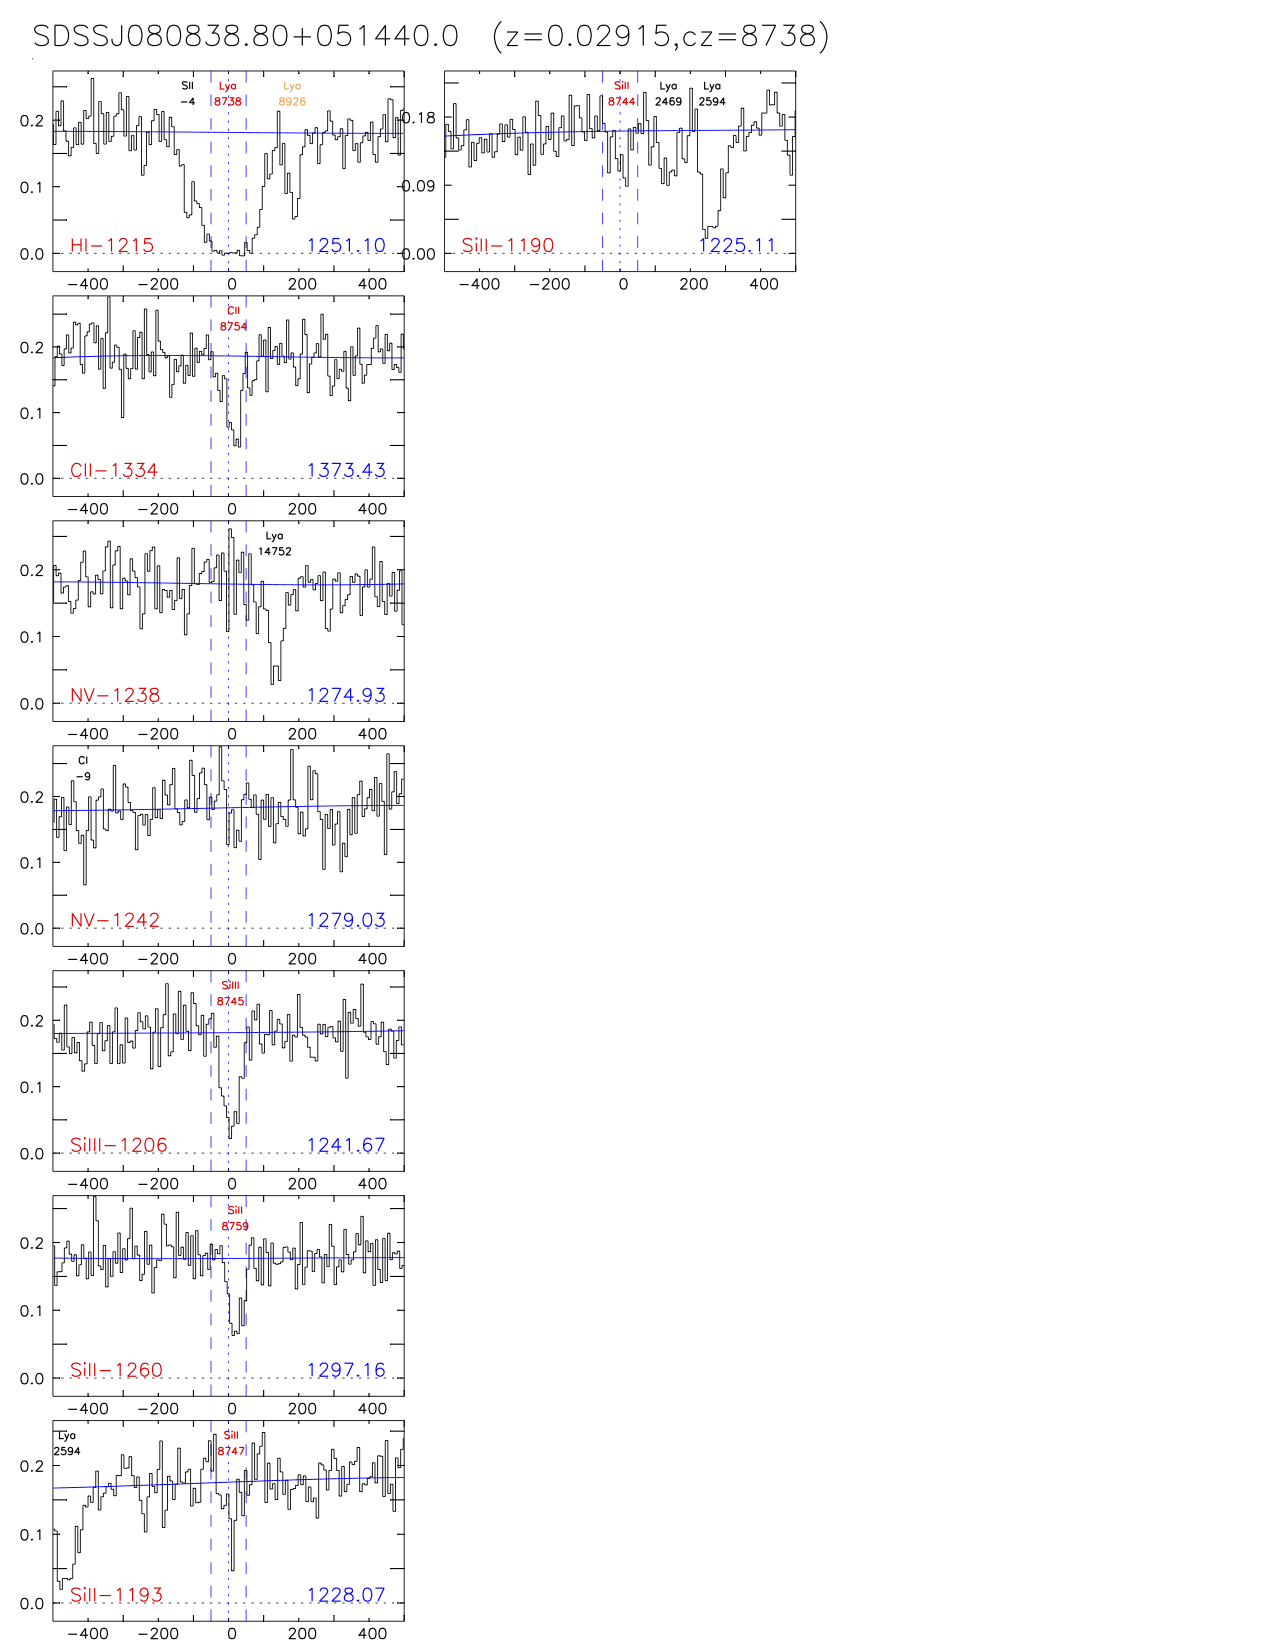 SDSSJ080838.80+051440.0 (z=0.02915,cz=8738)
SII Lya Lya
-4 8738 8926
0.2
0.1
0.0
HI-1215 1251.10
-400 -200 0 200 400
SiII Lya Lya
8744 2469 2594
0.18
0.09
0.00
SiII-1190 1225.11
-400 -200 0 200 400
CII
8754
0.2
0.1
0.0
CII-1334 1373.43
-400 -200 0 200 400
Lya
14752
0.2
0.1
0.0
NV-1238 1274.93
-400 -200 0 200 400
CI
-9
0.2
0.1
0.0
NV-1242 1279.03
-400 -200 0 200 400
SiIII
8745
0.2
0.1
0.0
SiIII-1206 1241.67
-400 -200 0 200 400
SiII
8759
0.2
0.1
0.0
SiII-1260 1297.16
-400 -200 0 200 400
Lya SiII
2594 8747
0.2
0.1
0.0
SiII-1193 1228.07
-400 -200 0 200 400